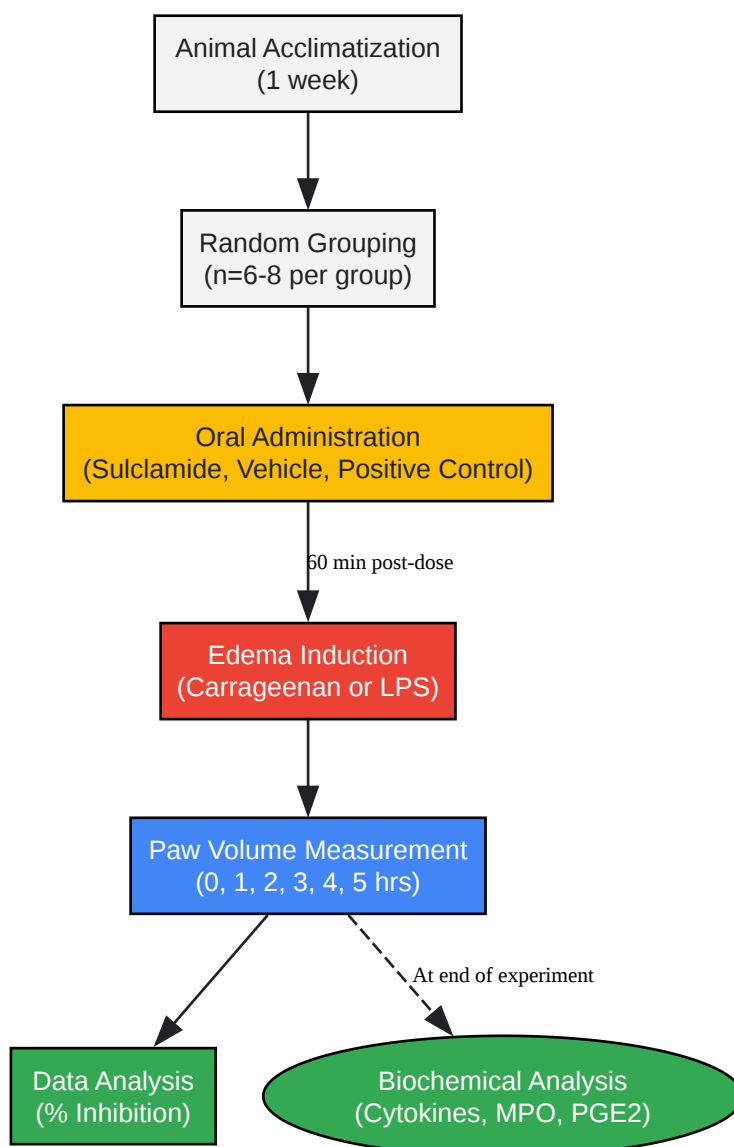 Animal Acclimatization
(1 week)
Random Grouping
(n=6-8 per group)
Oral Administration
(Sulclamide, Vehicle, Positive Control)
60 min post-dose
Edema Induction
(Carrageenan or LPS)
Paw Volume Measurement
(0, 1, 2, 3, 4, 5 hrs)
At end of experiment
Data Analysis
(% Inhibition)
Biochemical Analysis
(Cytokines, MPO, PGE2)